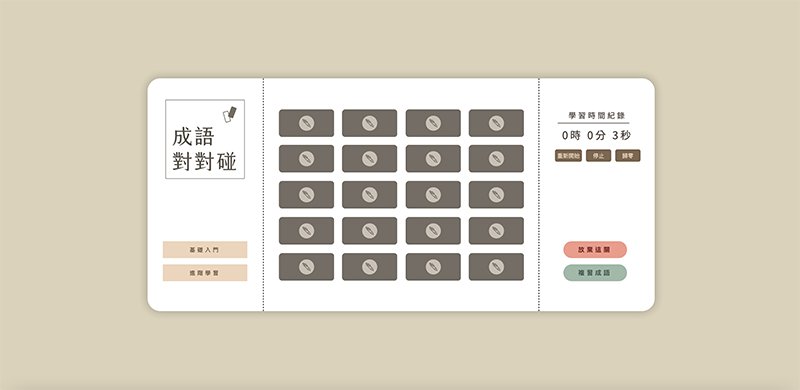 成語
對對碰
基礎入門
進階學習
學習時間紀錄
0時 0分 3秒
重新開始 停止 歸零
放棄這關
複習成語